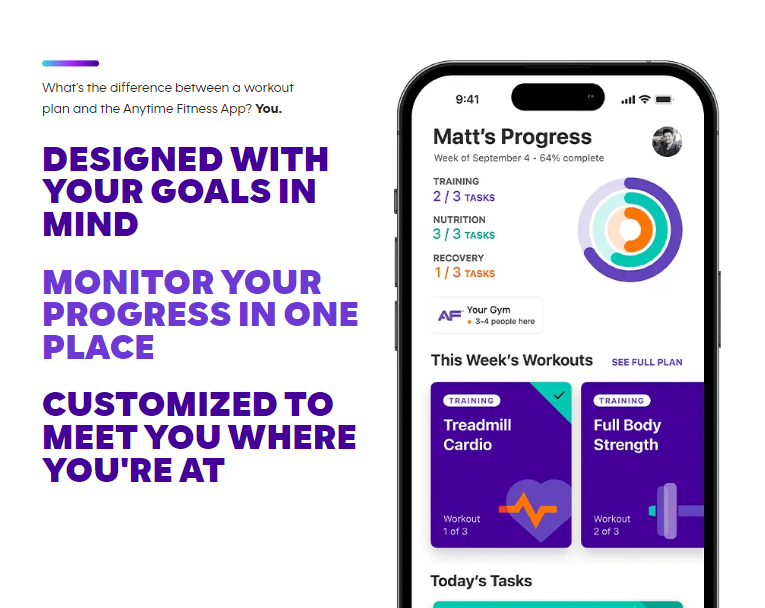 What's the difference between a workout
plan and the Anytime Fitness App? You.
DESIGNED WITH
YOUR GOALS IN
MIND
MONITOR YOUR
PROGRESS IN ONE
PLACE
CUSTOMIZED TO
MEET YOU WHERE
YOU'RE AT
9:41
Matt's Progress
Week of September 4 • 64% complete
TRAINING
2 / 3 TASKS
NUTRITION
3 / 3 TASKS
RECOVERY
1 / 3 TASKS
AF
Your Gym
3-4 people here
This Week's Workouts
SEE FULL PLAN
TRAINING
Treadmill
Cardio
Workout
1 of 3
TRAINING
Full Body
Strength
Workout
2 of 3
Today's Tasks